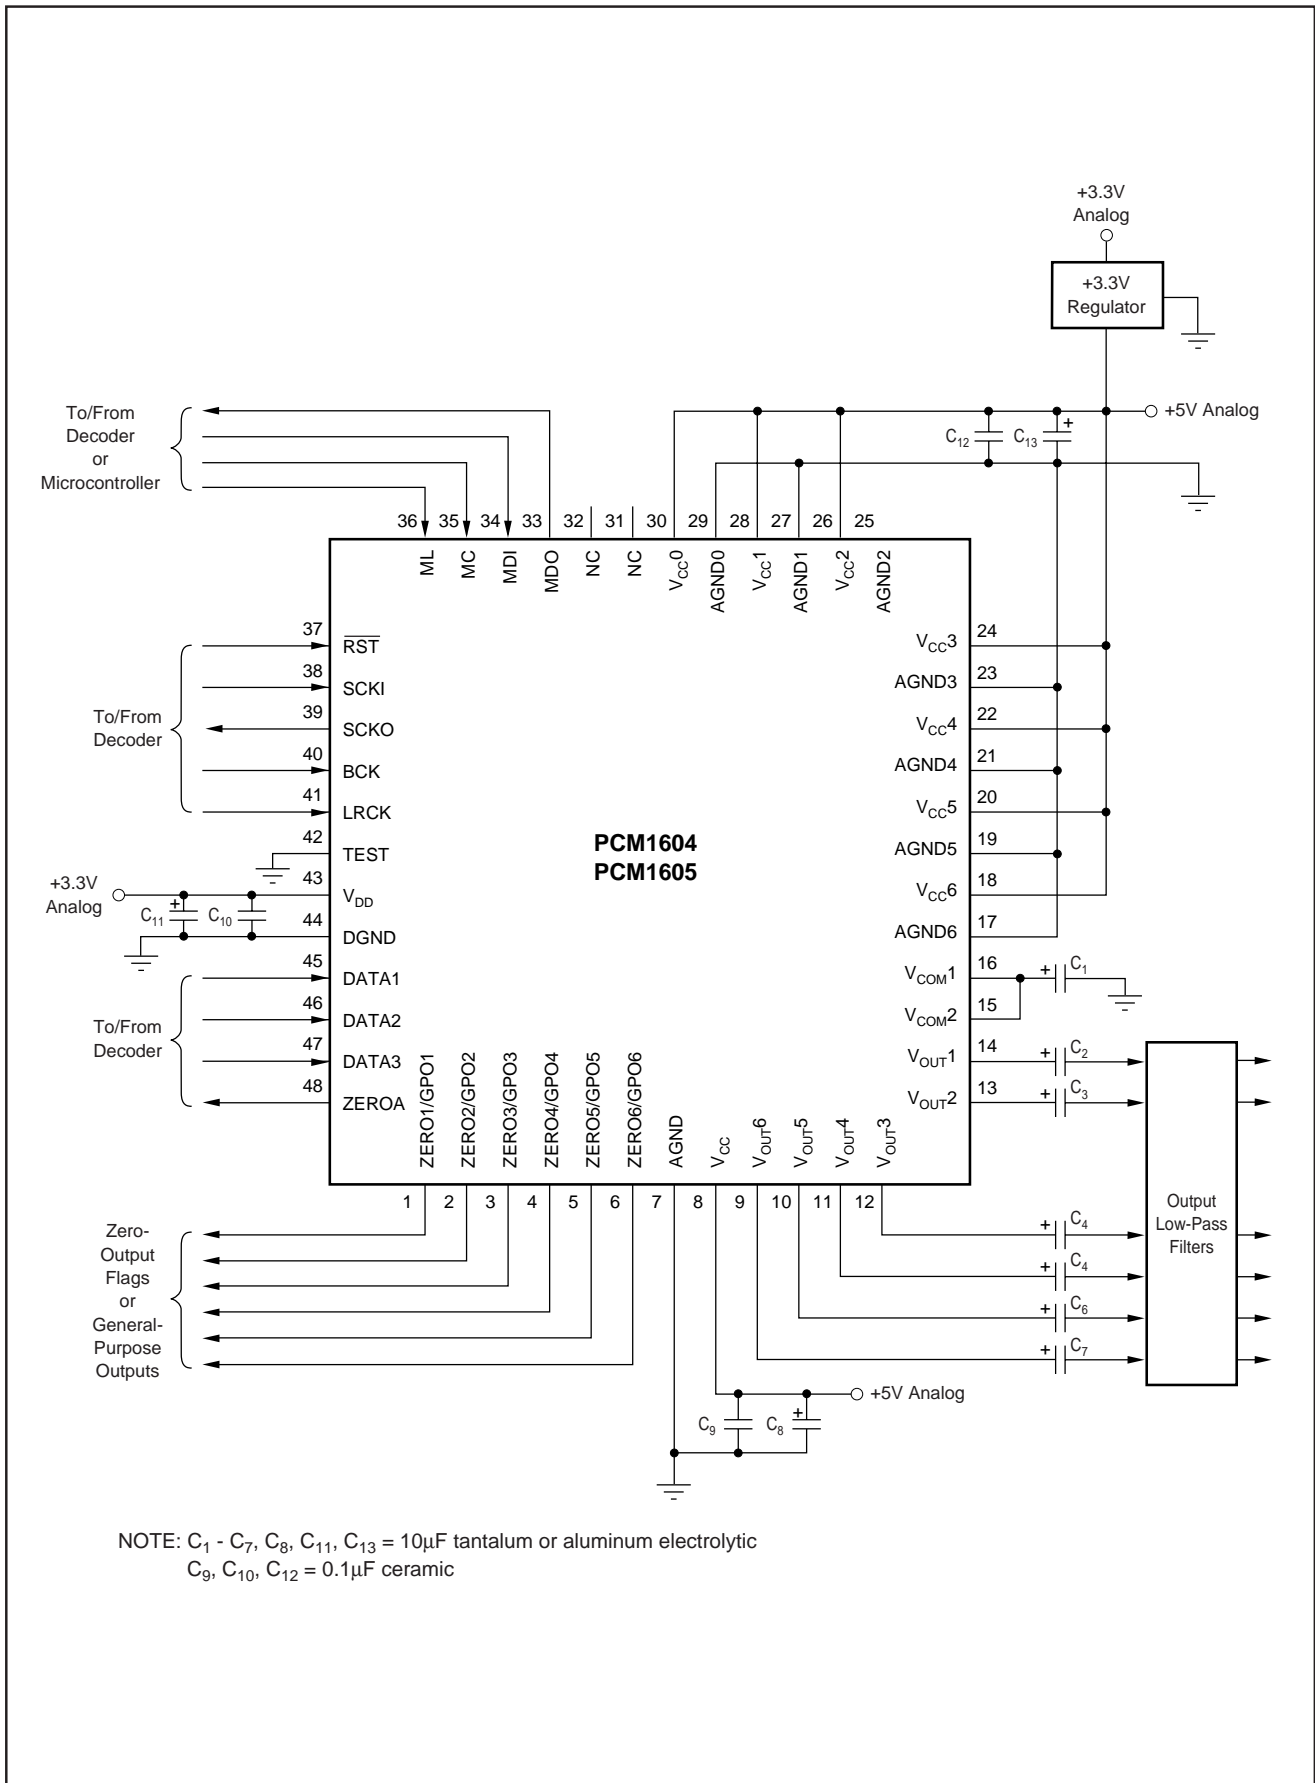 +3.3V
Analog
+3.3V
Regulator
+5V Analog
C12
C13 +
To/From
Decoder
or
Microcontroller
36 35 34 33 32 31 30 29 28 27 26 25
ML
MC
MDI
MDO
NC
NC
VCC0
AGND0
VCC1
AGND1
VCC2
AGND2
To/From
Decoder
37 RST
38 SCKI
39 SCKO
40 BCK
41 LRCK
42 TEST
43 VDD
44 DGND
45 DATA1
46 DATA2
47 DATA3
48 ZEROA
+3.3V
Analog
C11 +
C10
To/From
Decoder
PCM1604
PCM1605
VCC3 24
AGND3 23
VCC4 22
AGND4 21
VCC5 20
AGND5 19
VCC6 18
AGND6 17
VCOM1 16
VCOM2 15
VOUT1 14
VOUT2 13
+ C1
+ C2
+ C3
ZERO1/GPO1
ZERO2/GPO2
ZERO3/GPO3
ZERO4/GPO4
ZERO5/GPO5
ZERO6/GPO6
AGND
VCC
VOUT6
VOUT5
VOUT4
VOUT3
1 2 3 4 5 6 7 8 9 10 11 12
Zero-
Output
Flags
or
General-
Purpose
Outputs
+ C4
+ C4
+ C6
+ C7
Output
Low-Pass
Filters
+5V Analog
C9
C8 +
NOTE: C1 - C7, C8, C11, C13 = 10µF tantalum or aluminum electrolytic
C9, C10, C12 = 0.1µF ceramic